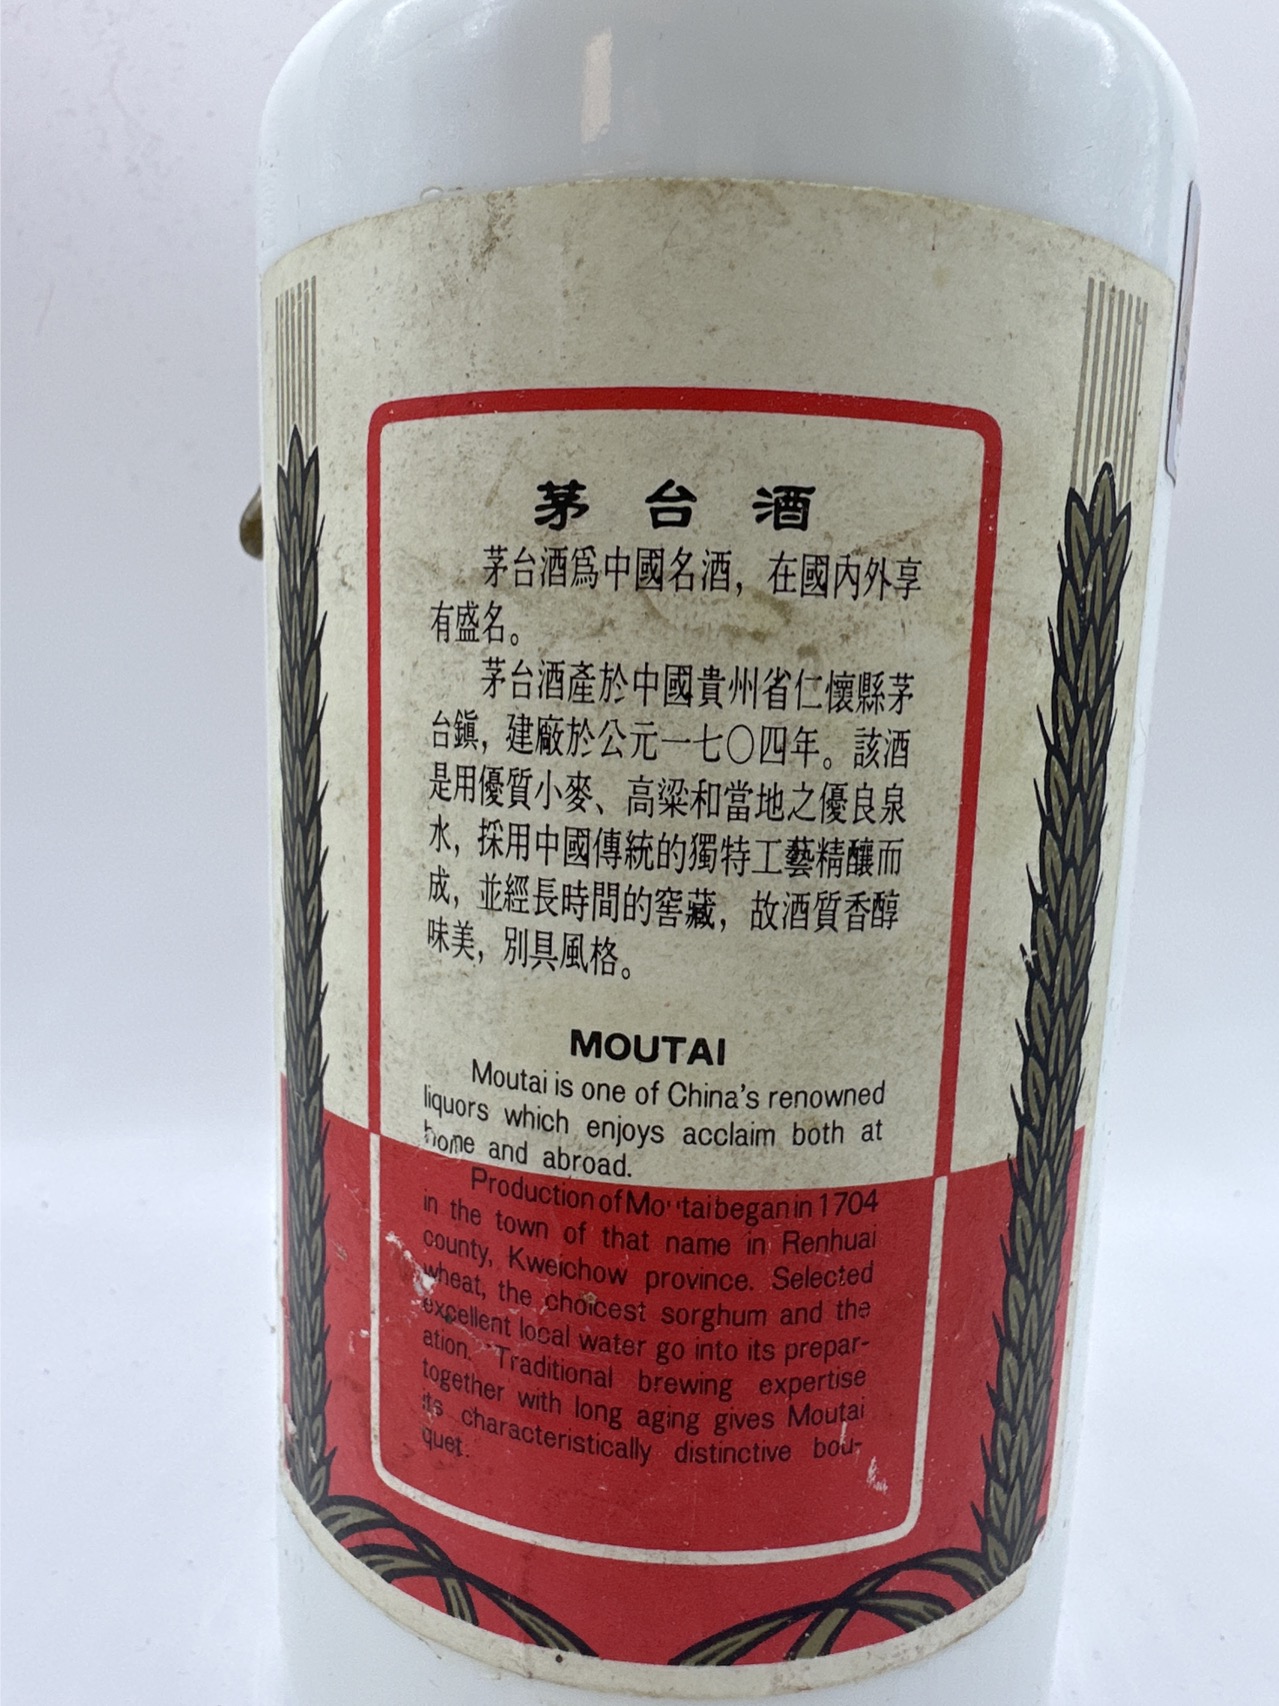 茅台酒
茅台酒爲中國名酒，在國內外享
有盛名。
茅台酒產於中國貴州省仁懷縣茅
台鎭，建廠於公元一七〇四年。該酒
是用優質小麥、高粱和當地之優良泉
水，採用中國傳統的獨特工藝精釀而
成，並經長時間的窖藏，故酒質香醇
味美，別具風格。
MOUTAI
Moutai is one of China's renowned
liquors which enjoys acclaim both at
home and abroad.
Production of Moutai began in 1704
in the town of that name in Renhuai
county, Kweichow province. Selected
wheat, the choicest sorghum and the
excellent local water go into its prepar-
ation. Traditional brewing expertise
together with long aging gives Moutai
its characteristically distinctive bou-
quet.